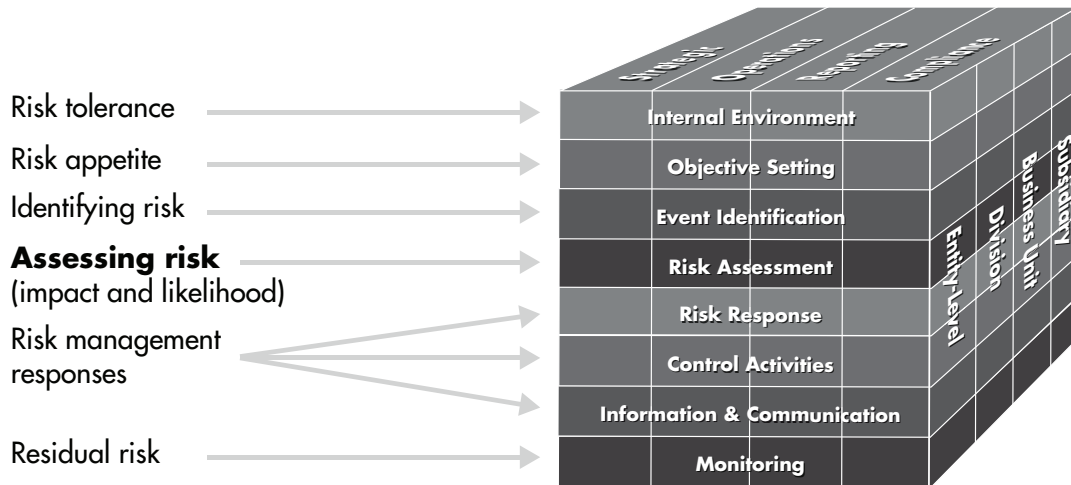 Strategic
Operations
Reporting
Compliance
Risk tolerance
Internal Environment
Risk appetite
Objective Setting
Identifying risk
Event Identification
Assessing risk
(impact and likelihood)
Risk Assessment
Risk management
responses
Risk Response
Control Activities
Information & Communication
Residual risk
Monitoring
Entity-Level
Division
Business Unit
Subsidiary